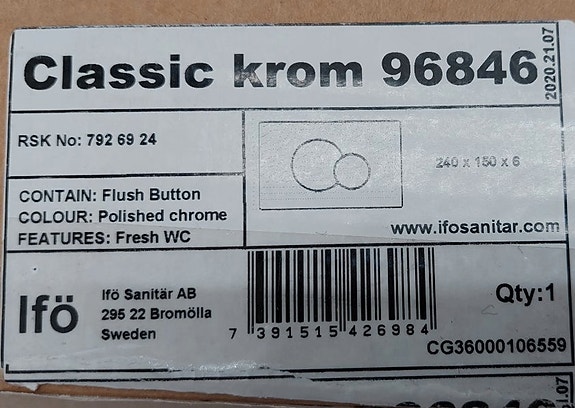 Classic krom 96846
2020.21.07
RSK No: 792 69 24
240 x 150 x 6
CONTAIN: Flush Button
COLOUR: Polished chrome
FEATURES: Fresh WC
www.ifosanitar.com
Ifö
Ifö Sanitär AB
295 22 Bromölla
Sweden
7 391515 426984
Qty:1
CG36000106559